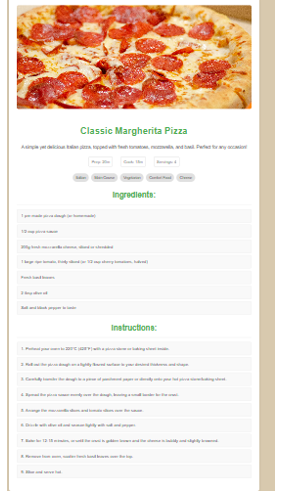 Classic Margherita Pizza
A simple yet delicious Italian pizza, topped with fresh tomatoes, mozzarella, and basil. Perfect for any occasion!
Prep: 20m Cook: 15m Servings: 4
Italian Main Course Vegetarian Comfort Food Cheese
Ingredients:
1 pre-made pizza dough (or homemade)
1/2 cup pizza sauce
200g fresh mozzarella cheese, sliced or shredded
1 large ripe tomato, thinly sliced (or 1/2 cup cherry tomatoes, halved)
Fresh basil leaves
2 tbsp olive oil
Salt and black pepper to taste
Instructions:
1. Preheat your oven to 220°C (425°F) with a pizza stone or baking sheet inside.
2. Roll out the pizza dough on a lightly floured surface to your desired thickness and shape.
3. Carefully transfer the dough to a piece of parchment paper or directly onto your hot pizza stone/baking sheet.
4. Spread the pizza sauce evenly over the dough, leaving a small border for the crust.
5. Arrange the mozzarella slices and tomato slices over the sauce.
6. Drizzle with olive oil and season lightly with salt and pepper.
7. Bake for 12-15 minutes, or until the crust is golden brown and the cheese is bubbly and slightly browned.
8. Remove from oven, scatter fresh basil leaves over the top.
9. Slice and serve hot.